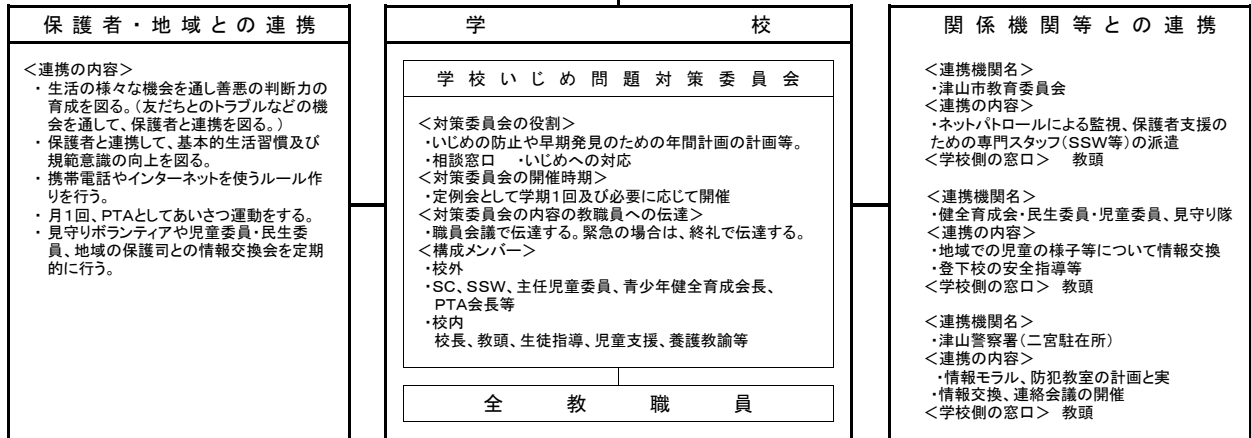 保護者・地域との連携
＜連携の内容＞
・ 生活の様々な機会を通し善悪の判断力の
育成を図る。（友だちとのトラブルなどの機
会を通して、保護者と連携を図る。）
・ 保護者と連携して、基本的生活習慣及び
規範意識の向上を図る。
・ 携帯電話やインターネットを使うルール作
りを行う。
・ 月1回、PTAとしてあいさつ運動をする。
・ 見守りボランティアや児童委員・民生委
員、地域の保護司との情報交換会を定期
的に行う。
学校
学校いじめ問題対策委員会
＜対策委員会の役割＞
・いじめの防止や早期発見のための年間計画の計画等。
・相談窓口 ・いじめへの対応
＜対策委員会の開催時期＞
・定例会として学期1回及び必要に応じて開催
＜対策委員会の内容の教職員への伝達＞
・職員会議で伝達する。緊急の場合は、終礼で伝達する。
＜構成メンバー＞
・校外
・SC、SSW、主任児童委員、青少年健全育成会長、
PTA会長等
・校内
校長、教頭、生徒指導、児童支援、養護教諭等
全教職員
関係機関等との連携
＜連携機関名＞
・津山市教育委員会
＜連携の内容＞
・ネットパトロールによる監視、保護者支援の
ための専門スタッフ（SSW等）の派遣
＜学校側の窓口＞ 教頭
＜連携機関名＞
・健全育成会・民生委員・児童委員、見守り隊
＜連携の内容＞
・地域での児童の様子等について情報交換
・登下校の安全指導等
＜学校側の窓口＞ 教頭
＜連携機関名＞
・津山警察署（二宮駐在所）
＜連携の内容＞
・情報モラル、防犯教室の計画と実
・情報交換、連絡会議の開催
＜学校側の窓口＞ 教頭